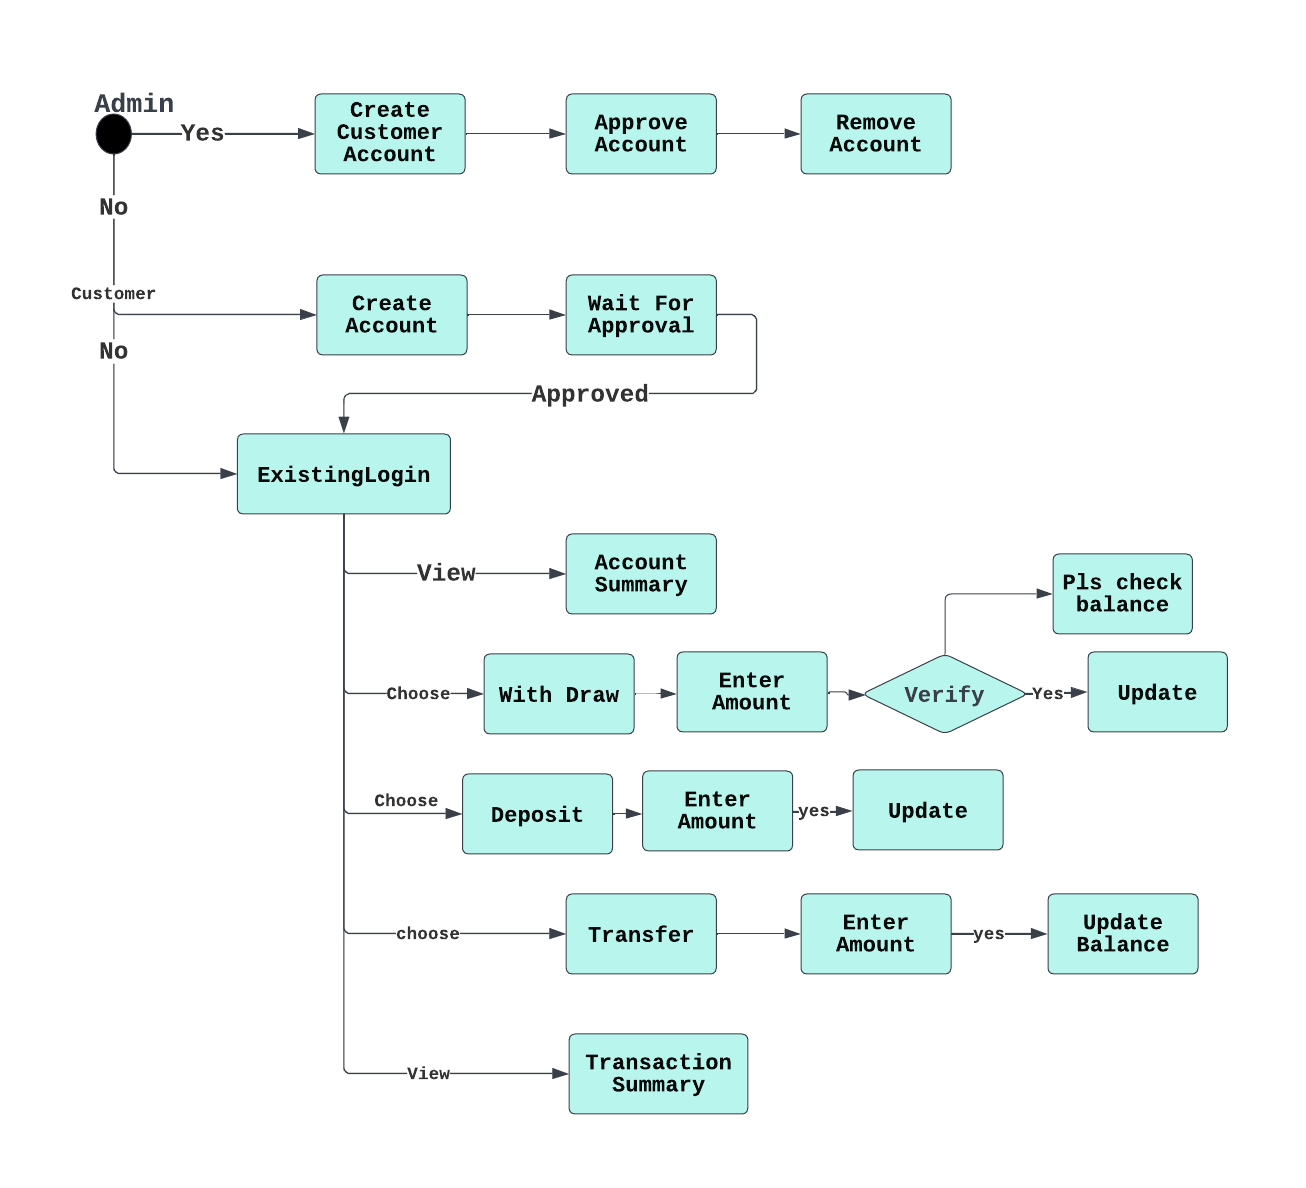 Admin
Yes
Create
Customer
Account
Approve
Account
Remove
Account
No
Customer
Create
Account
Wait For
Approval
No
Approved
ExistingLogin
View
Account
Summary
Pls check
balance
Choose
With Draw
Enter
Amount
Verify
Yes
Update
Choose
Deposit
Enter
Amount
yes
Update
choose
Transfer
Enter
Amount
yes
Update
Balance
View
Transaction
Summary